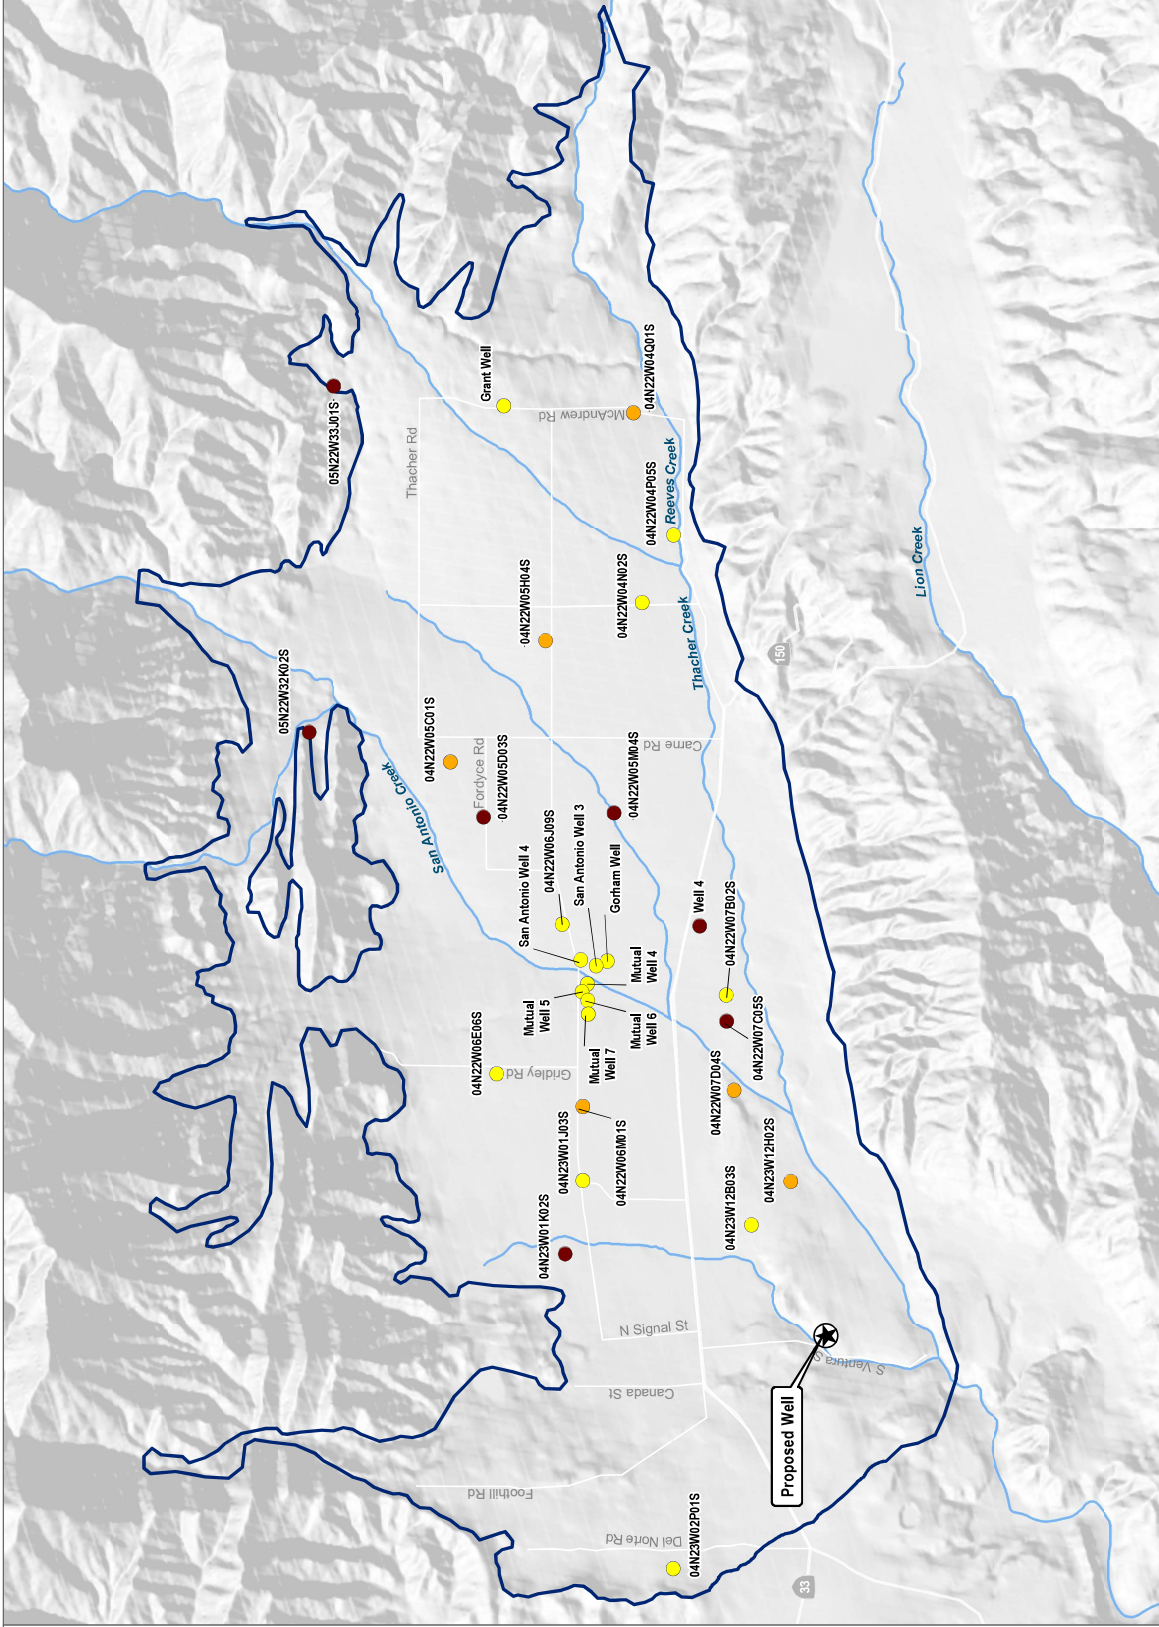 05N22W33J01S
Thacher Rd
Grant Well
McAndrew Rd
04N22W04Q01S
04N22W04P05S
Reeves Creek
Lion Creek
05N22W32K02S
04N22W05H04S
04N22W04N02S
Thacher Creek
150
San Antonio Creek
04N22W05C01S
Fordyce Rd
04N22W05D03S
Carne Rd
04N22W05M04S
San Antonio Well 4
04N22W06J09S
San Antonio Well 3
Gorham Well
Well 4
04N22W07B02S
Mutual
Well 5
Mutual
Well 4
Mutual
Well 6
Mutual
Well 7
04N22W07C05S
04N22W06E06S
Gridley Rd
04N22W07D04S
04N23W01J03S
04N22W06M01S
04N23W12H02S
04N23W12B03S
04N23W01K02S
N Signal St
Canada St
S Ventura S
Proposed Well
Foothill Rd
Del Norte Rd
04N23W02P01S
33